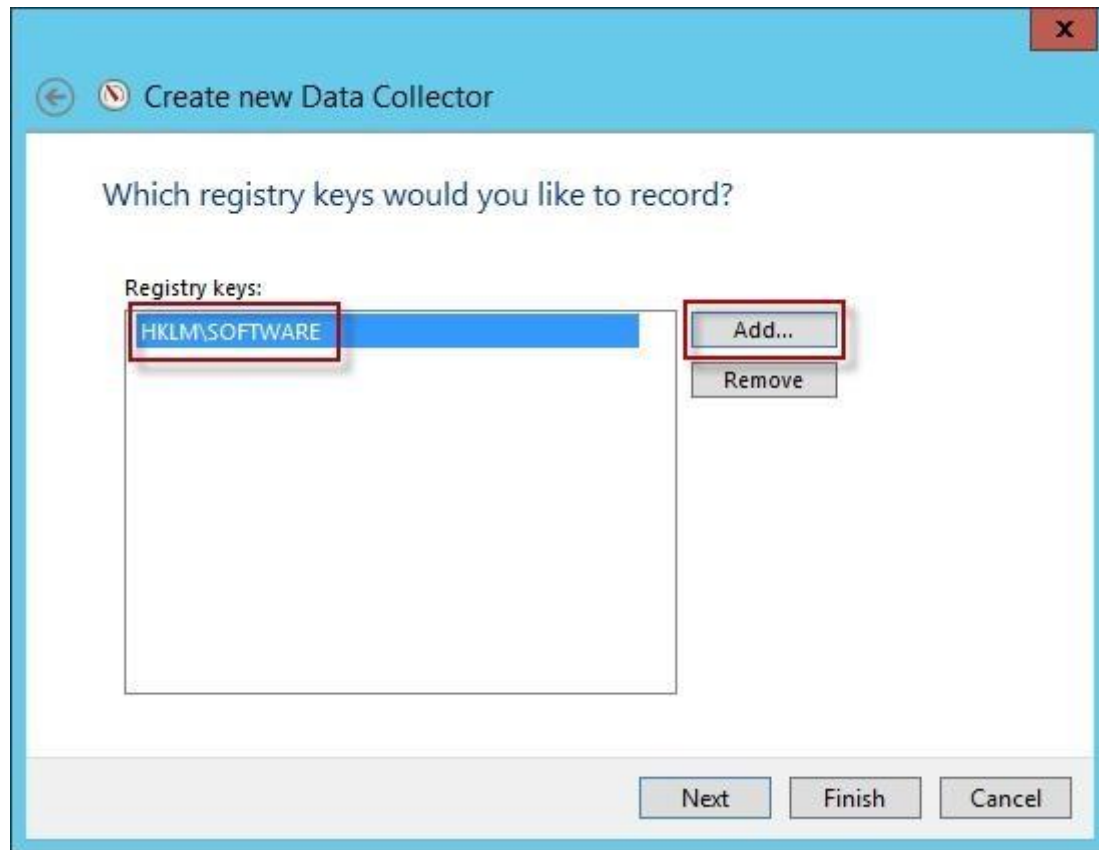 x
Create new Data Collector
Which registry keys would you like to record?
Registry keys:
HKLM\SOFTWARE
Add...
Remove
Next Finish Cancel